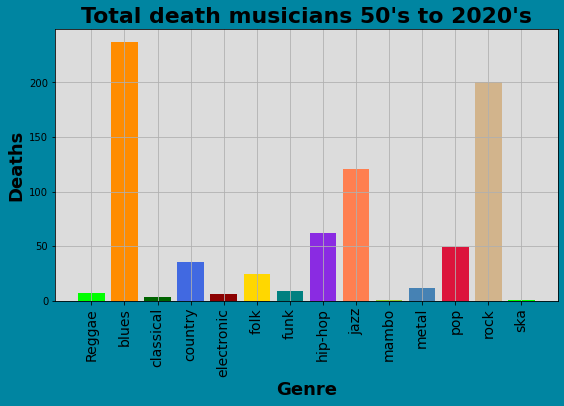 Total death musicians 50's to 2020's
Deaths
200
150
100
50
0
Reggae
blues
classical
country
electronic
folk
funk
hip-hop
jazz
mambo
metal
pop
rock
ska
Genre